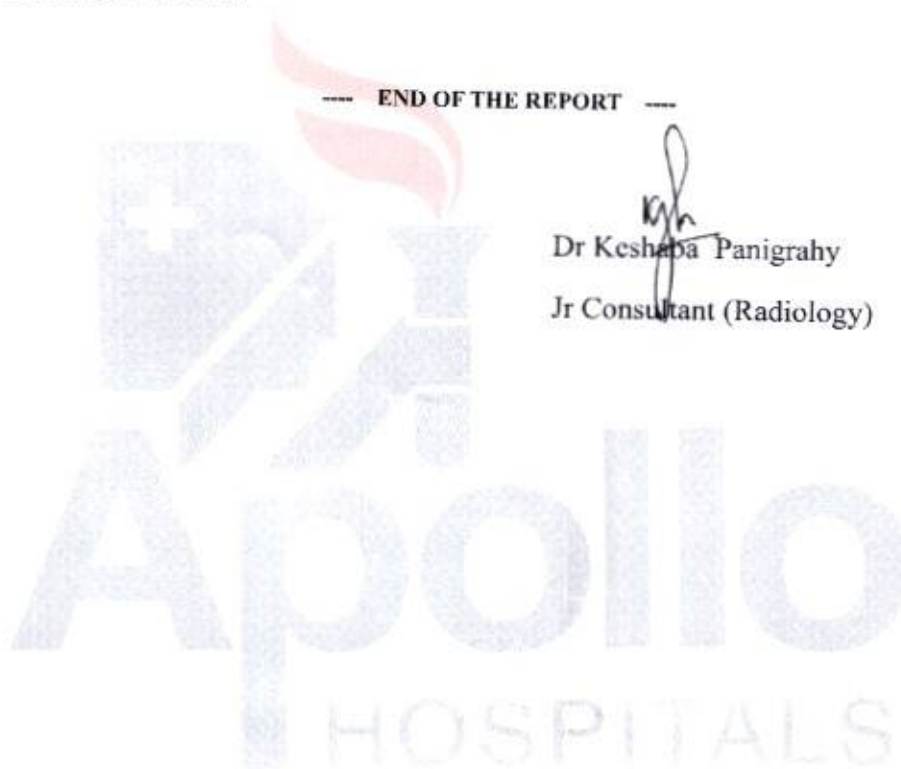 ---- END OF THE REPORT ----
Dr Keshaba Panigrahy
Jr Consultant (Radiology)
Apollo
HOSPITALS